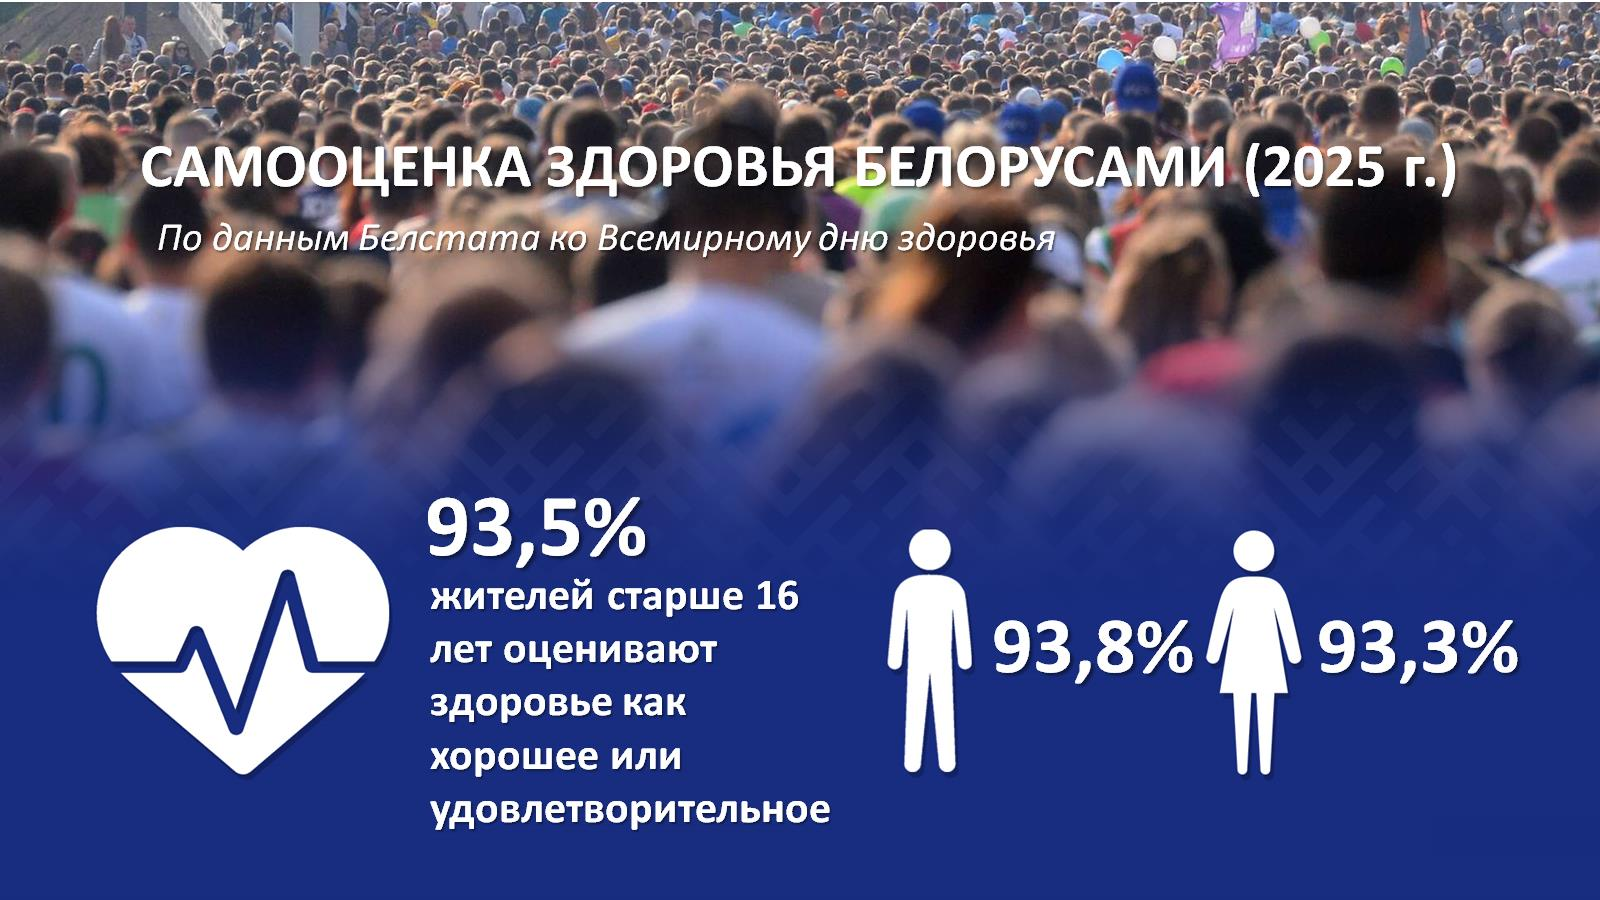 САМООЦЕНКА ЗДОРОВЬЯ БЕЛОРУСАМИ (2025 г.)
По данным Белстата ко Всемирному дню здоровья
93,5%
жителей старше 16
лет оценивают
здоровье как
хорошее или
удовлетворительное
93,8%
93,3%